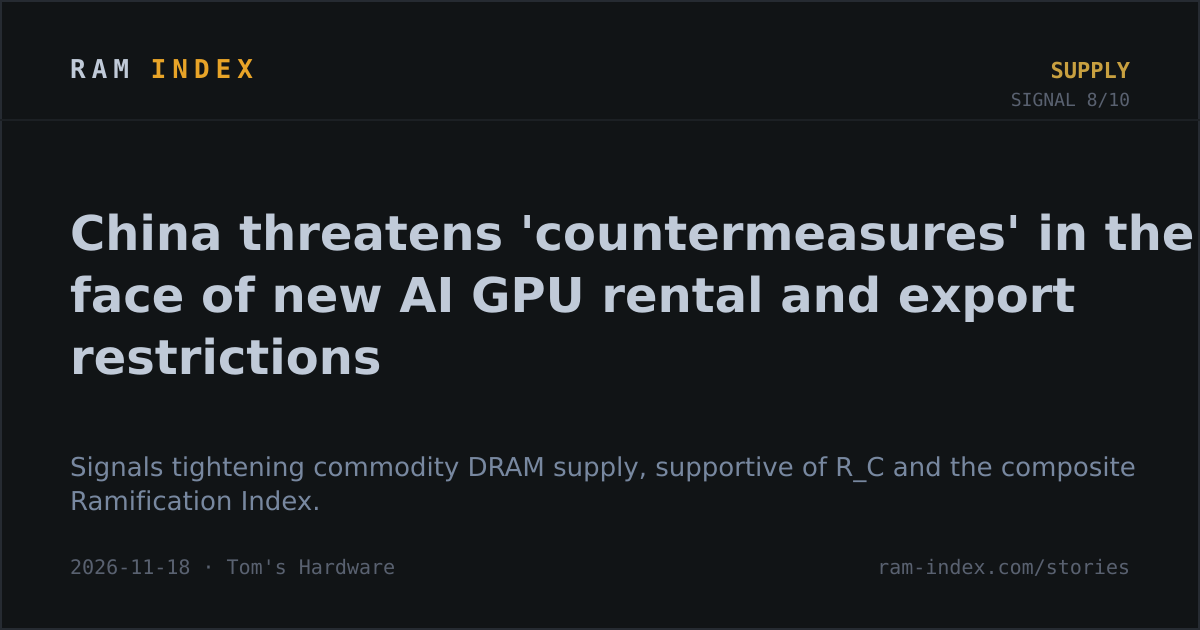 RAM INDEX
SUPPLY
SIGNAL 8/10
China threatens 'countermeasures' in the
face of new AI GPU rental and export
restrictions
Signals tightening commodity DRAM supply, supportive of R_C and the composite
Ramification Index.
2026-11-18 · Tom's Hardware
ram-index.com/stories